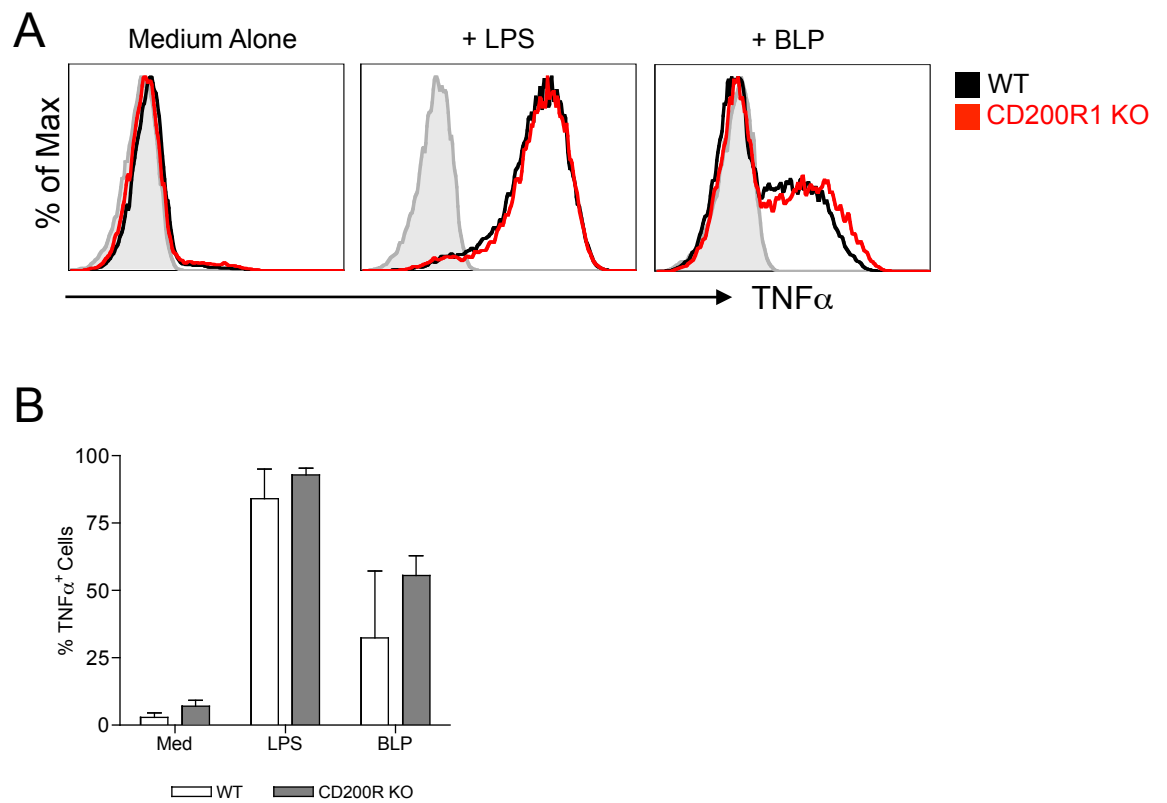 A
Medium Alone
+ LPS
+ BLP
% of Max
WT
CD200R1 KO
TNFα
B
% TNFα⁺ Cells
100
75
50
25
0
Med
LPS
BLP
WT
CD200R KO